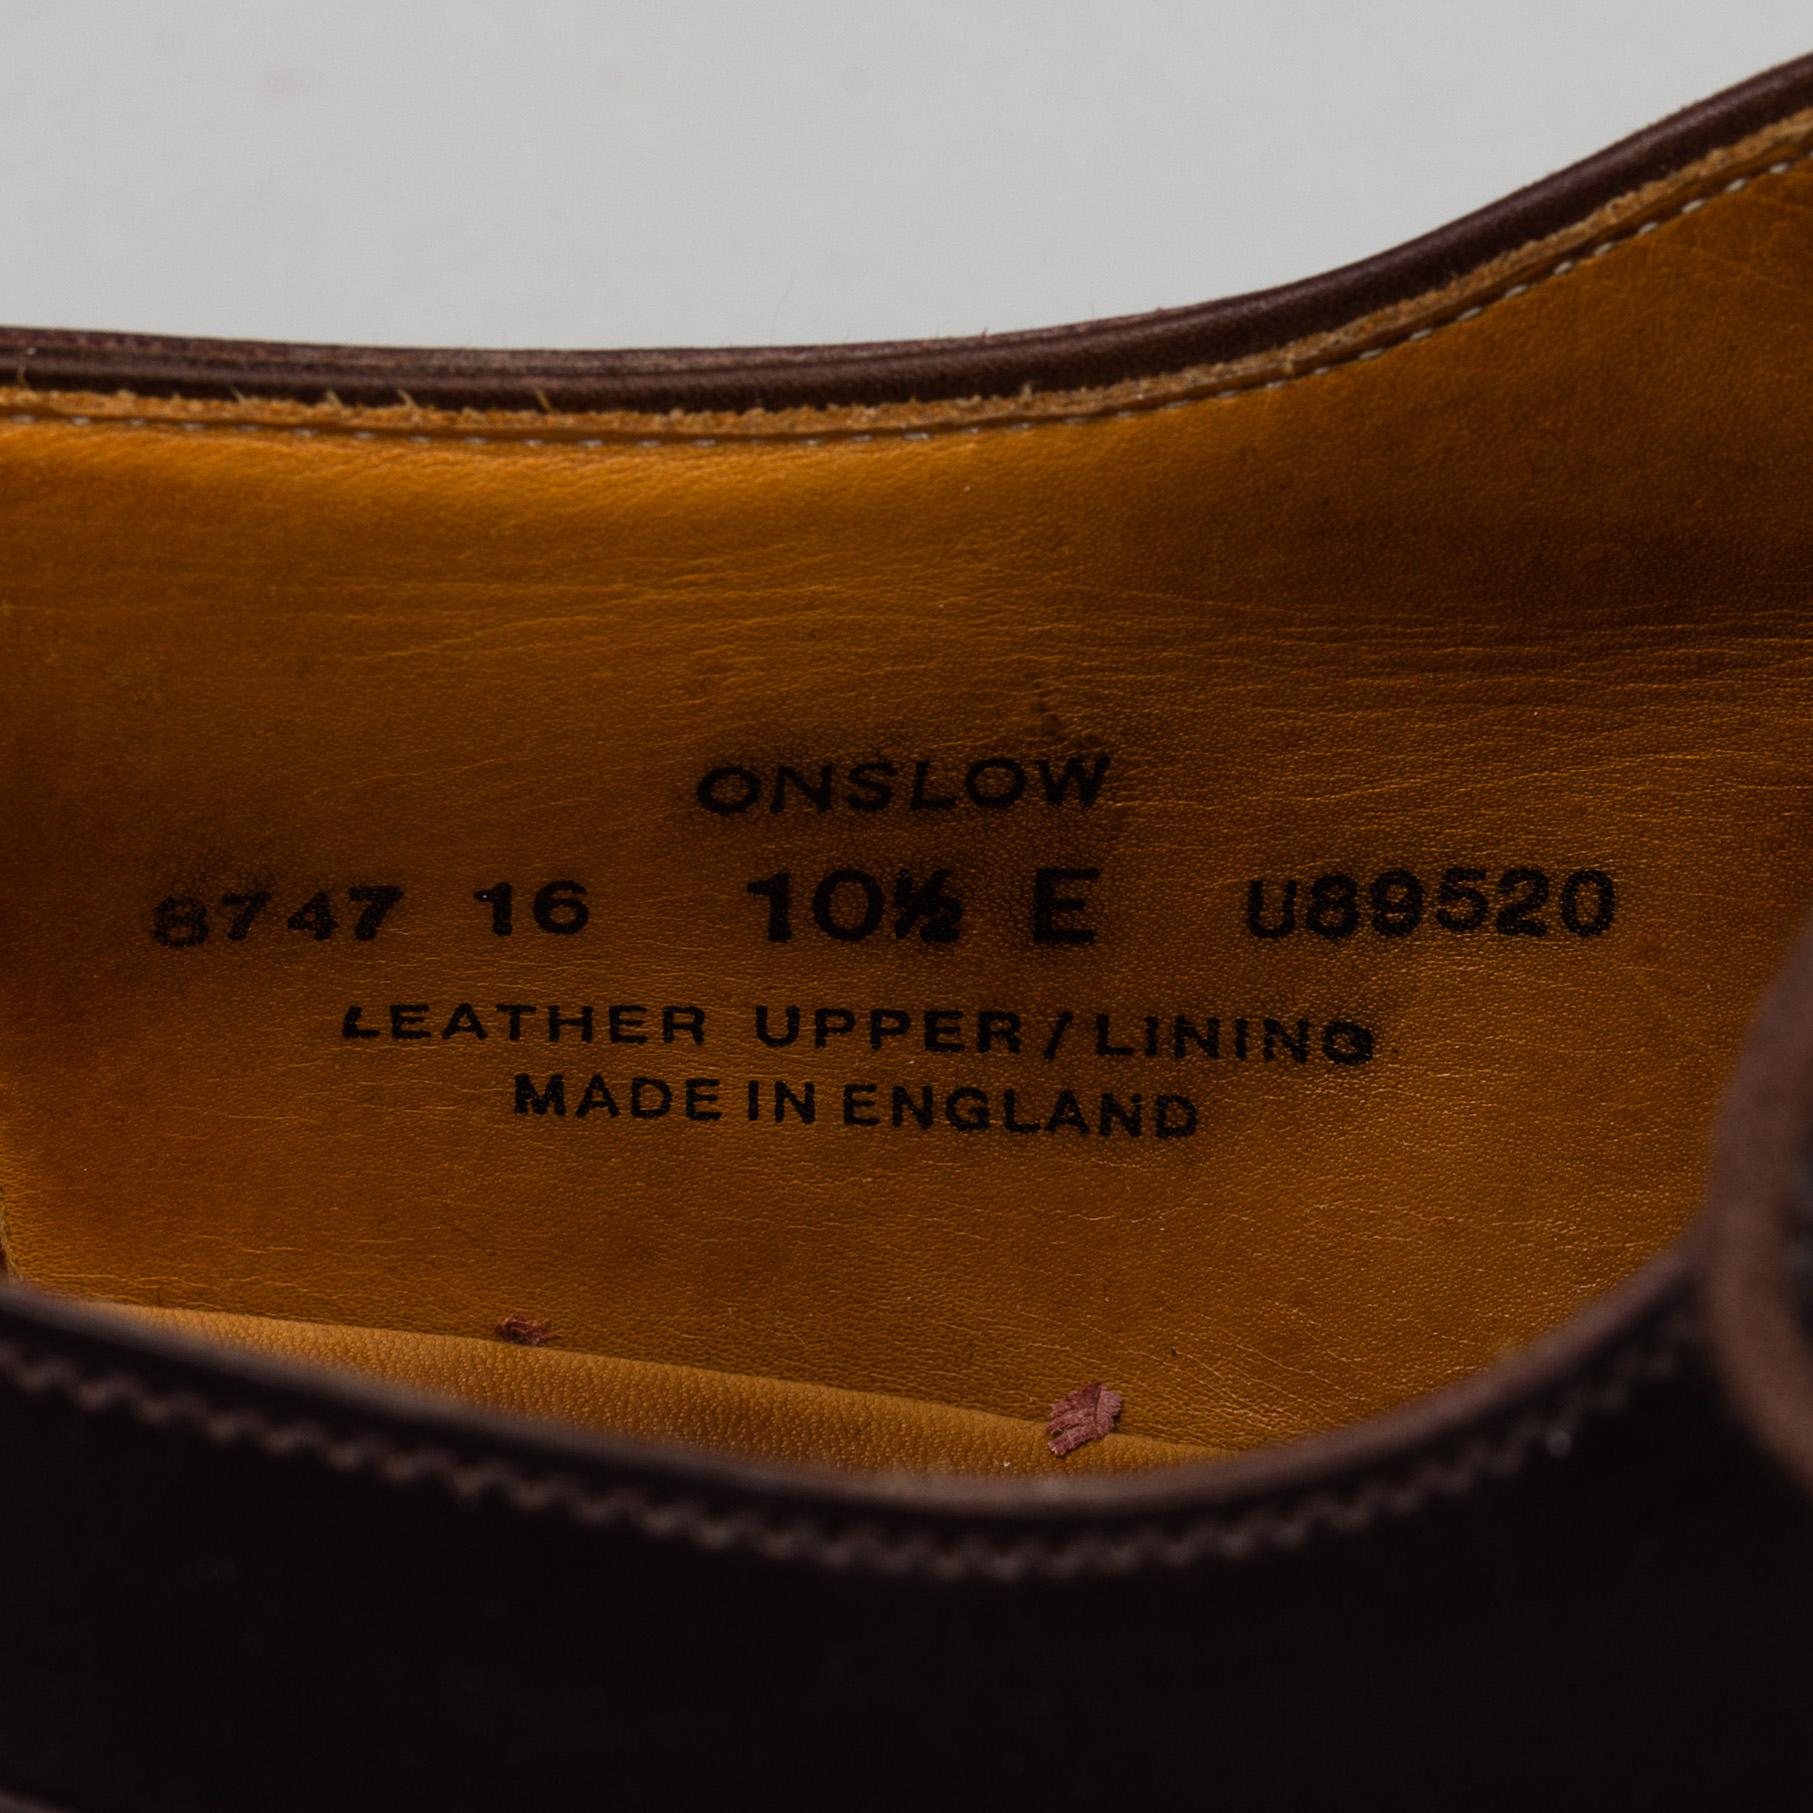 ONSLOW
8747 16 10½ E U89520
LEATHER UPPER/LINING
MADE IN ENGLAND